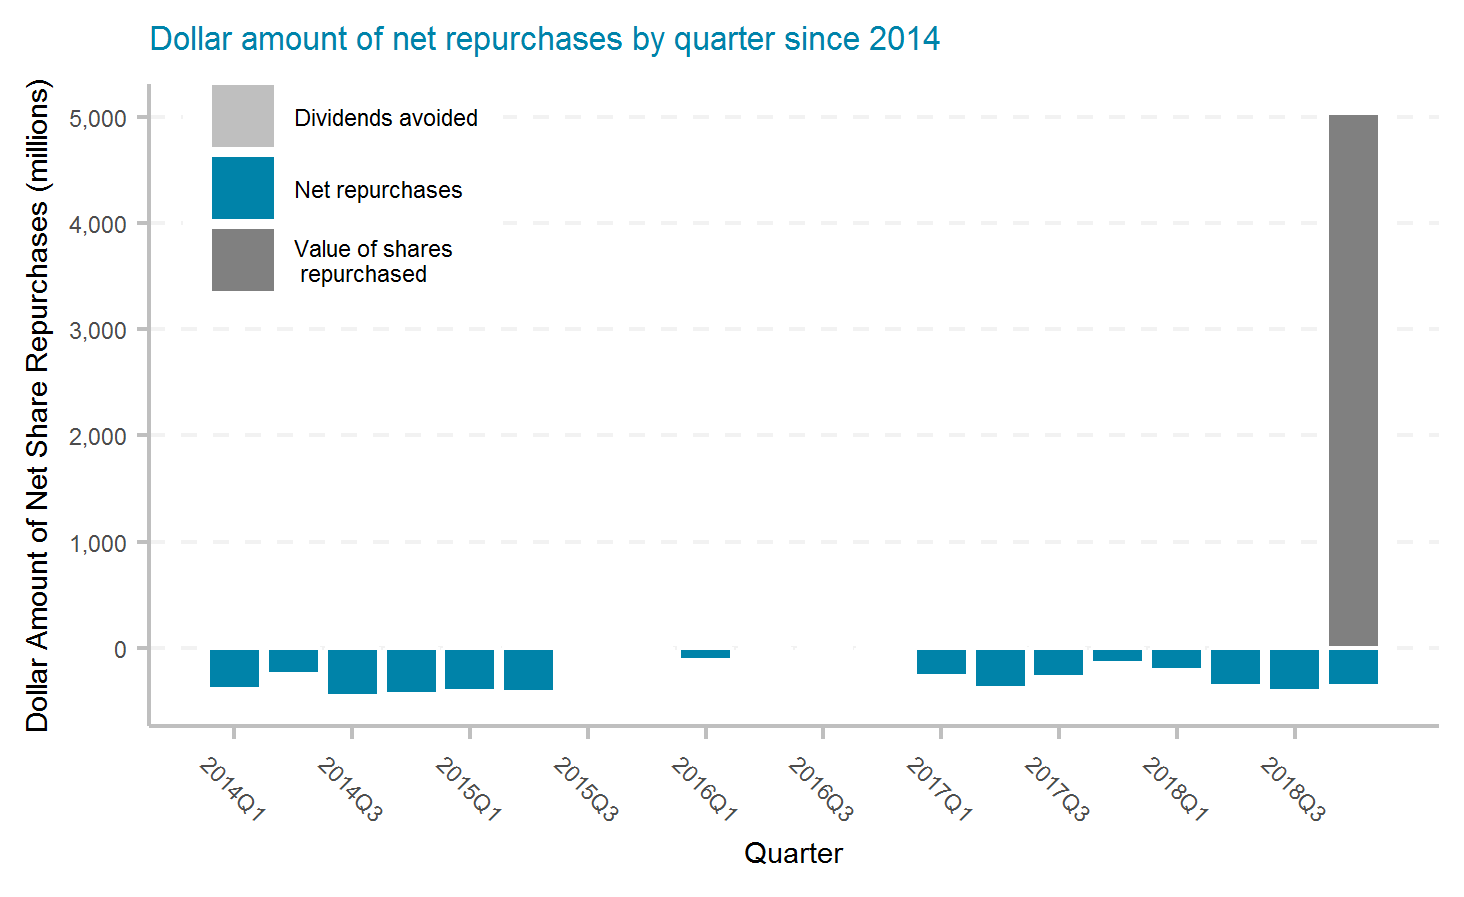 Dollar amount of net repurchases by quarter since 2014
Dollar Amount of Net Share Repurchases (millions)
5,000
4,000
3,000
2,000
1,000
0
Dividends avoided
Net repurchases
Value of shares
repurchased
2014Q1
2014Q3
2015Q1
2015Q3
2016Q1
2016Q3
2017Q1
2017Q3
2018Q1
2018Q3
Quarter